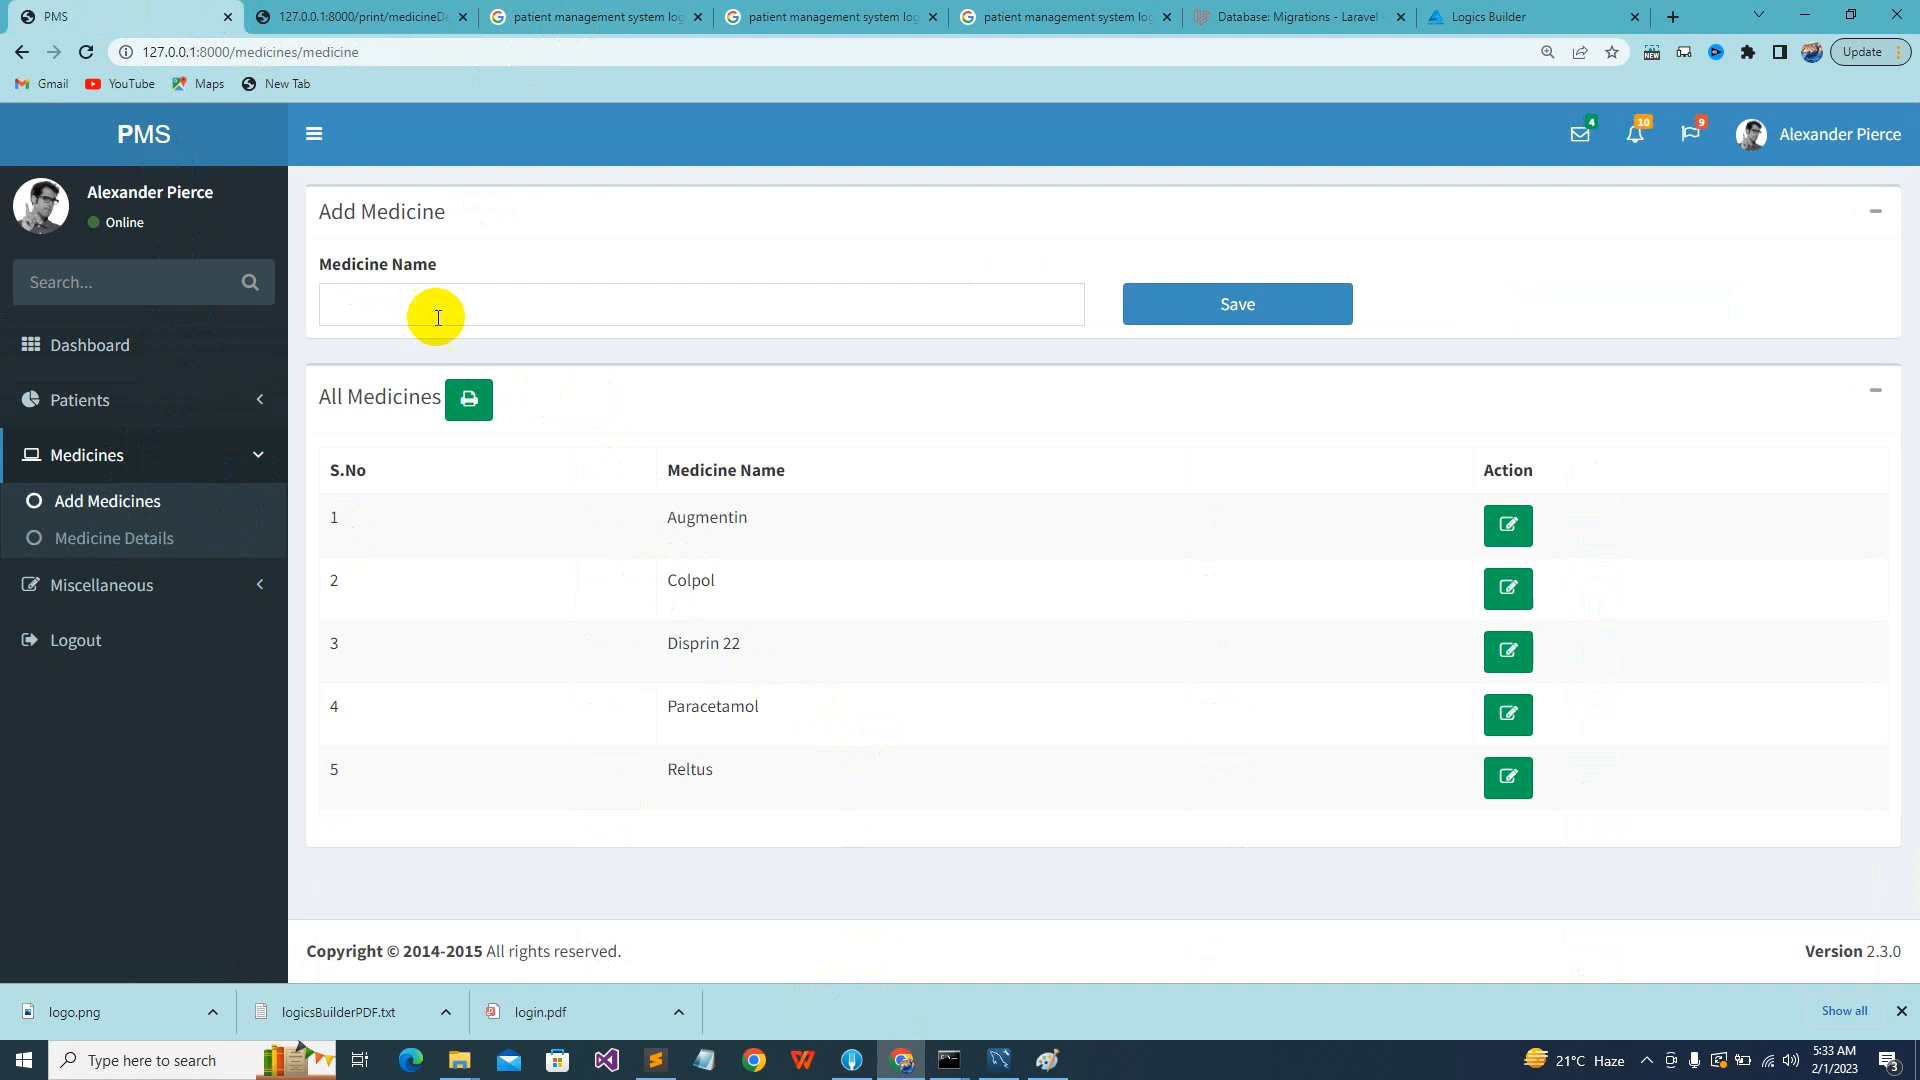 PMS
127.0.0.1:8000/print/medicineDe
patient management system log
patient management system log
patient management system log
Database: Migrations - Laravel -
Logics Builder
127.0.0.1:8000/medicines/medicine
NEW
Update
Gmail
YouTube
Maps
New Tab
PMS
4
10
9
Alexander Pierce
Alexander Pierce
Online
Search...
Dashboard
Patients
Medicines
Add Medicines
Medicine Details
Miscellaneous
Logout
Add Medicine
Medicine Name
Save
All Medicines
S.No Medicine Name Action
1 Augmentin
2 Colpol
3 Disprin 22
4 Paracetamol
5 Reltus
Copyright © 2014-2015 All rights reserved.
Version 2.3.0
logo.png
logicsBuilderPDF.txt
login.pdf
Show all
Type here to search
21°C Haze
5:33 AM
2/1/2023
3